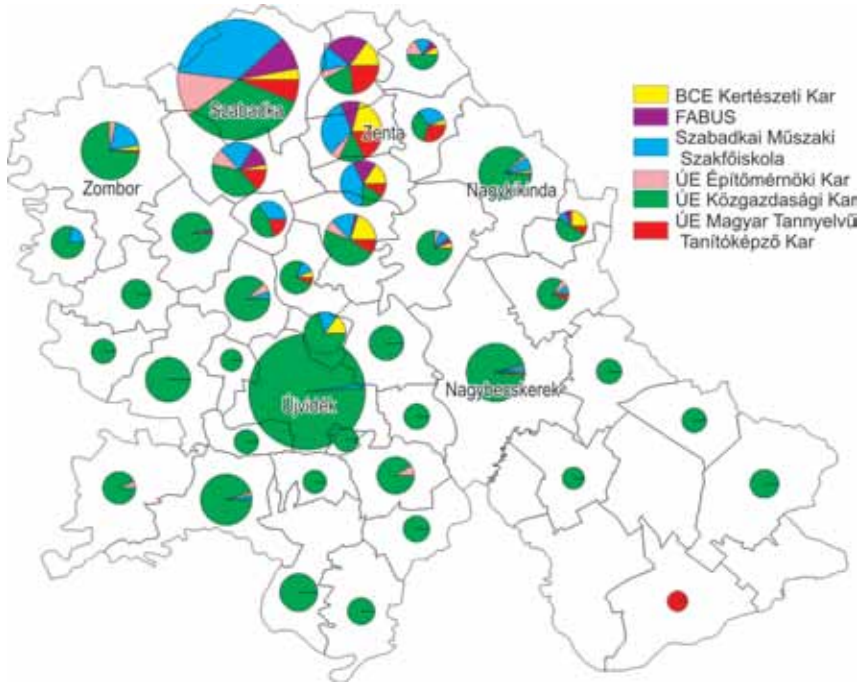 BCE Kertészeti Kar
FABUS
Szabadkai Műszaki
Szakfőiskola
ÚE Építőmérnöki Kar
ÚE Közgazdasági Kar
ÚE Magyar Tannyelvű
Tanítóképző Kar
Szabadka
Zenta
Zombor
Nagykikinda
Újvidék
Nagybecskerek